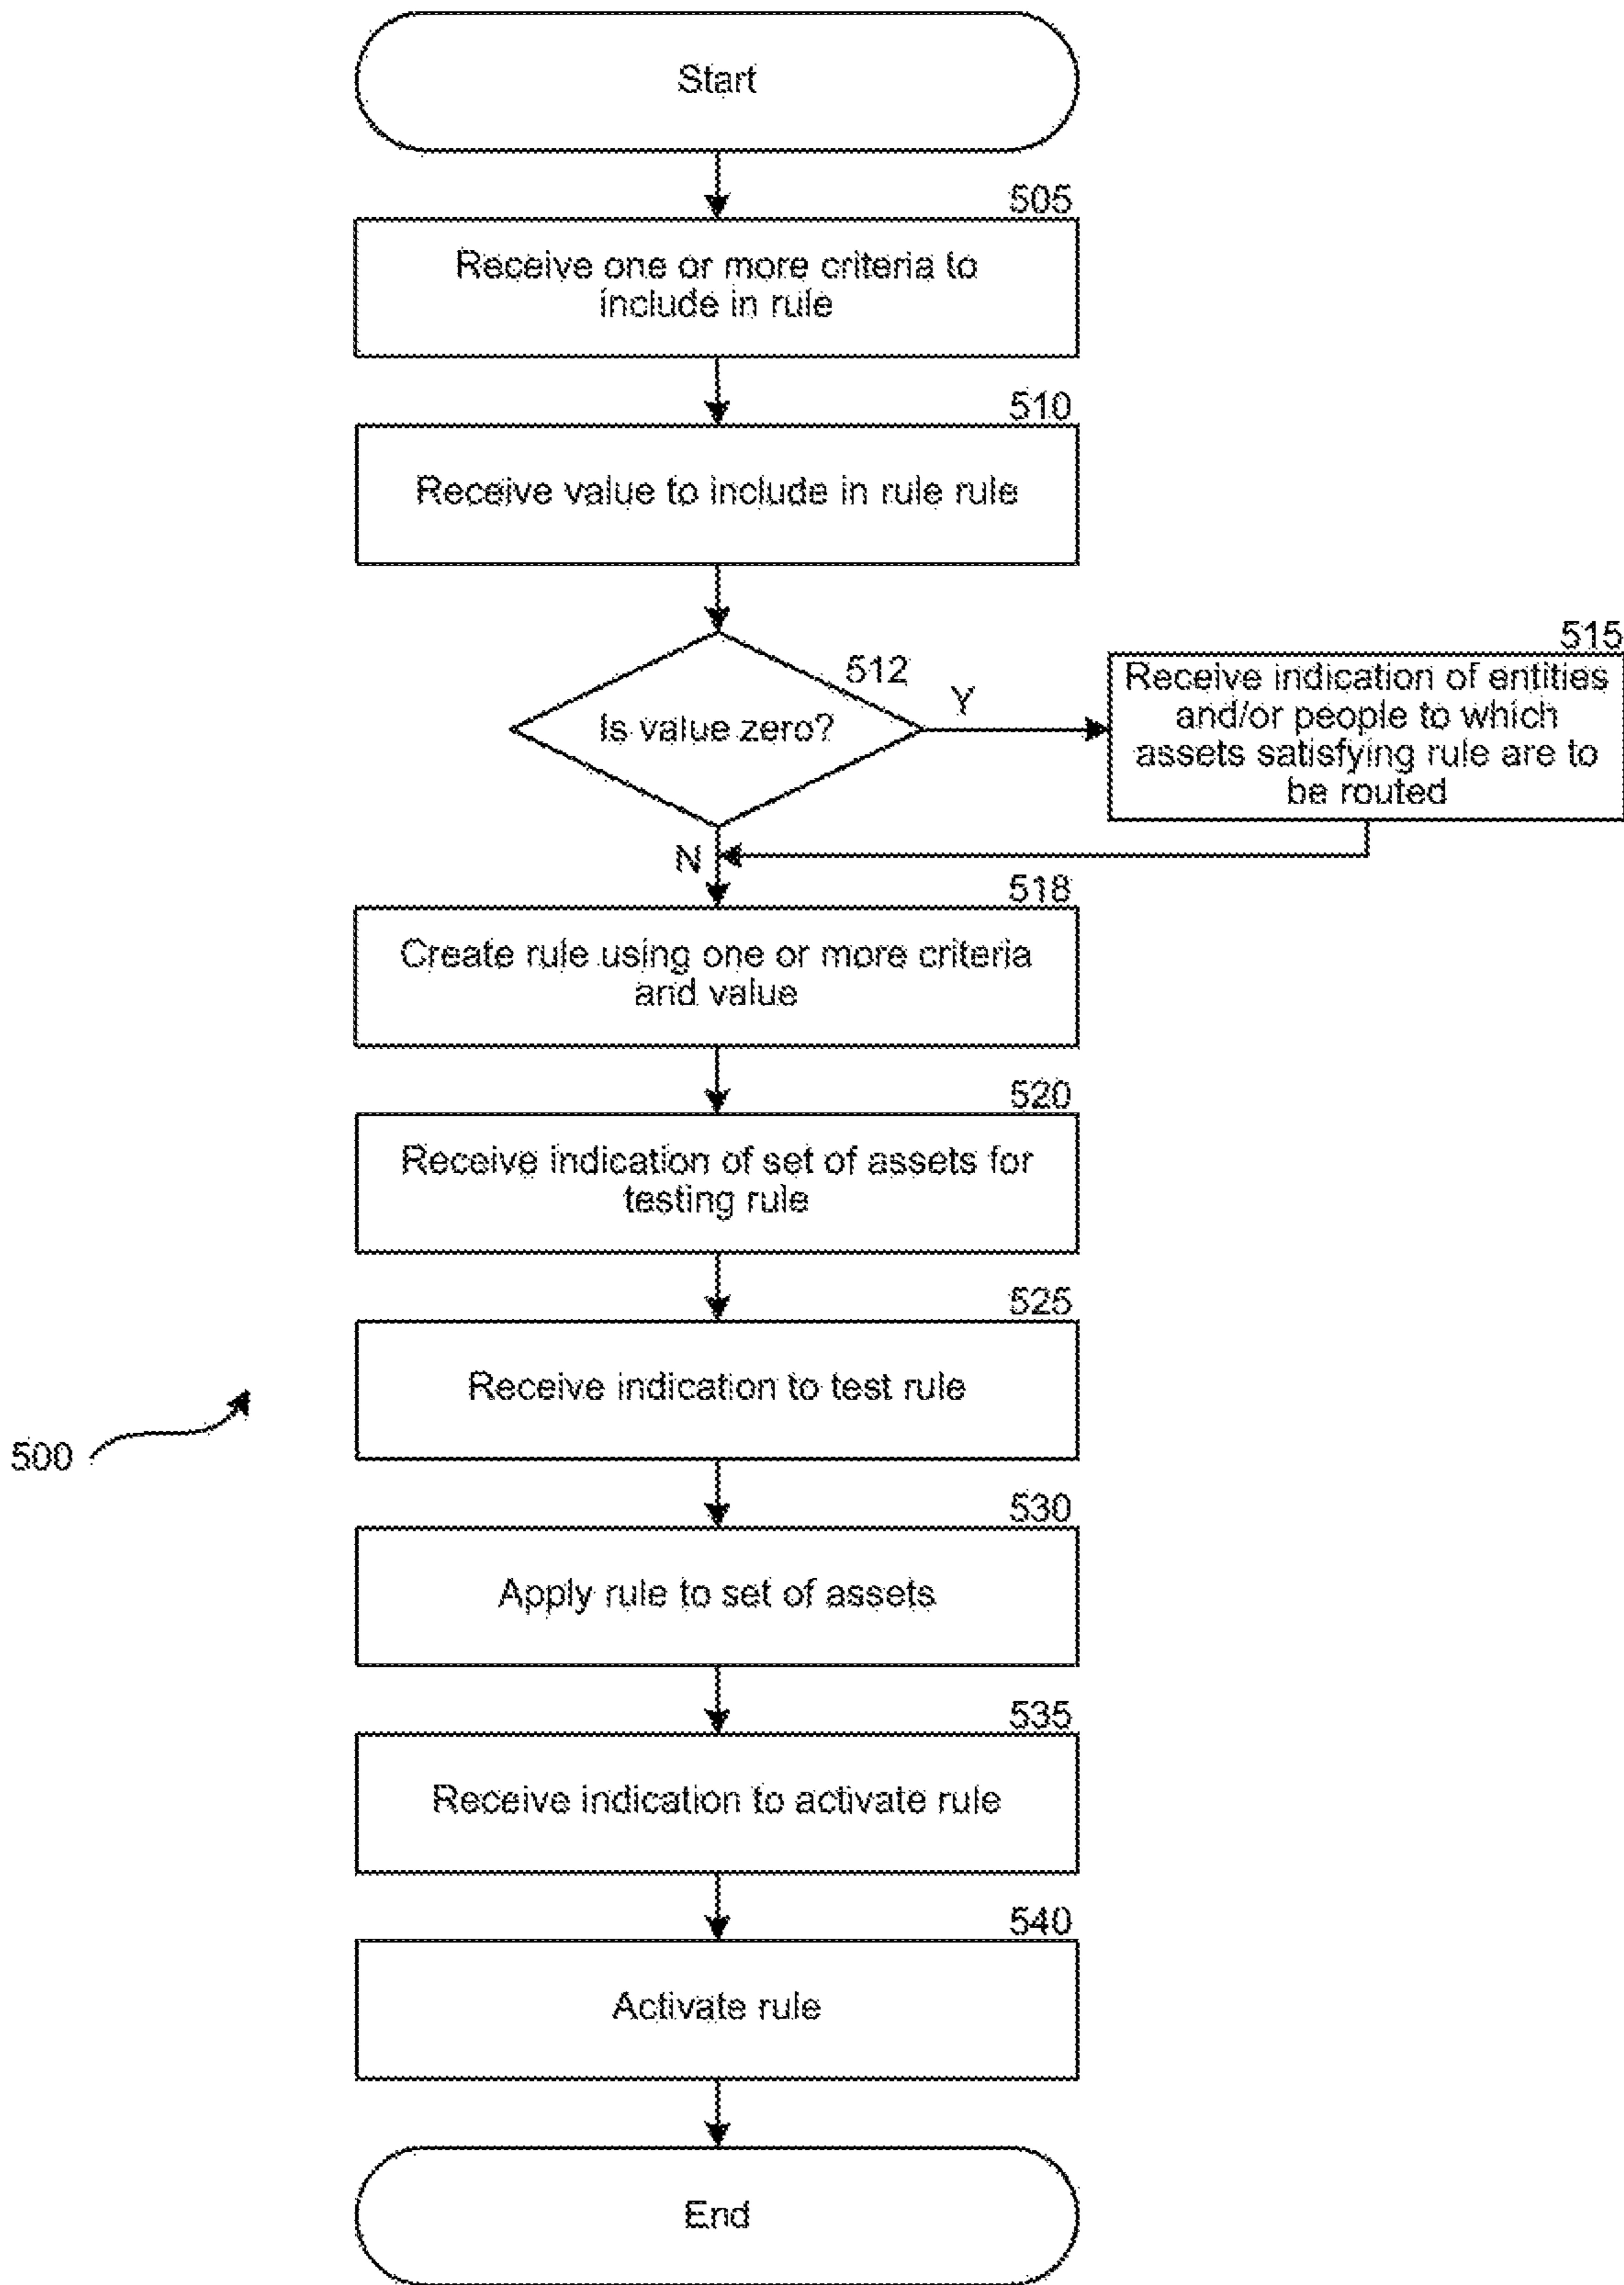 Start
505
Receive one or more criteria to
include in rule
510
Receive value to include in rule rule
512
Is value zero?
Y
515
Receive indication of entities
and/or people to which
assets satisfying rule are to
be routed
N
518
Create rule using one or more criteria
and value
520
Receive indication of set of assets for
testing rule
525
Receive indication to test rule
500
530
Apply rule to set of assets
535
Receive indication to activate rule
540
Activate rule
End